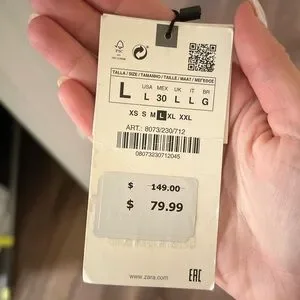 TALLA / SIZE / TAMANHO / TAILLE / MAAT / MEГЕӨӨЕ
L
USA MEX UK IT BR
L 30 L L G
XS S M L XL XXL
ART.: 8073/230/712
08073230712045
$ 149.00
$ 79.99
www.zara.com
EAC